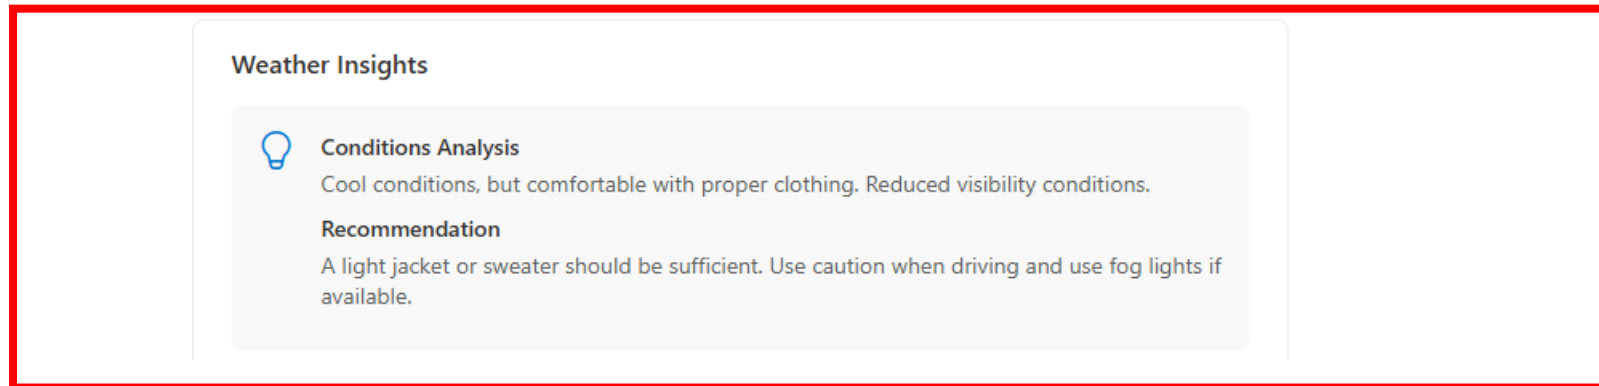 Weather Insights
Conditions Analysis
Cool conditions, but comfortable with proper clothing. Reduced visibility conditions.
Recommendation
A light jacket or sweater should be sufficient. Use caution when driving and use fog lights if
available.